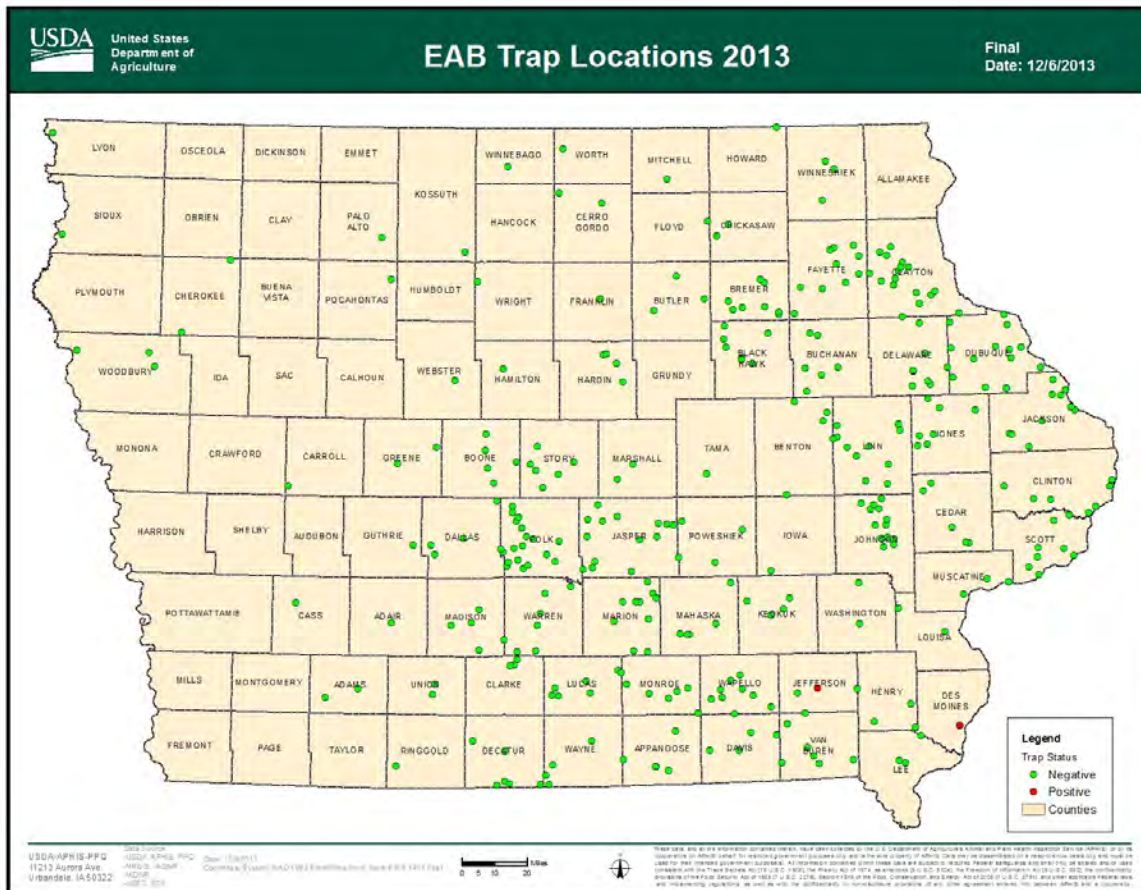 USDA
United States
Department of
Agriculture
EAB Trap Locations 2013
Final
Date: 12/6/2013
LYON
OSCEOLA
DICKINSON
EMMET
KOSSUTH
WINNEBAGO
WORTH
MITCHELL
HOWARD
WINNESHIEK
ALLAMAKEE
SIOUX
OBRIEN
CLAY
PALO
ALTO
HANCOCK
CERRO
GORDO
FLOYD
CHICKASAW
PLYMOUTH
CHEROKEE
BUENA
VISTA
POCAHONTAS
HUMBOLDT
WRIGHT
FRANKLIN
BUTLER
BREMER
FAYETTE
CLAYTON
WOODBURY
IDA
SAC
CALHOUN
WEBSTER
HAMILTON
HARDIN
GRUNDY
BLACK
HAWK
BUCHANAN
DELAWARE
DUBUQUE
MONONA
CRAWFORD
CARROLL
GREENE
BOONE
STORY
MARSHALL
TAMA
BENTON
LINN
JONES
JACKSON
CLINTON
HARRISON
SHELBY
AUDUBON
GUTHRIE
DALLAS
POLK
JASPER
POWESHIEK
IOWA
JOHNSON
CEDAR
SCOTT
MUSCATINE
POTTAWATTAMIE
CASS
ADAIR
MADISON
WARREN
MARION
MAHASKA
KEOKUK
WASHINGTON
LOUISA
MILLS
MONTGOMERY
ADAMS
UNION
CLARKE
LUCAS
MONROE
WAPELLO
JEFFERSON
HENRY
DES
MOINES
FREMONT
PAGE
TAYLOR
RINGGOLD
DECATUR
WAYNE
APPANOOSE
DAVIS
VAN
BUREN
LEE
Legend
Trap Status
Negative
Positive
Counties
USDA-APHIS-PPQ
11213 Aurora Ave.
Urbandale, IA 50322
Data Source:
Miles